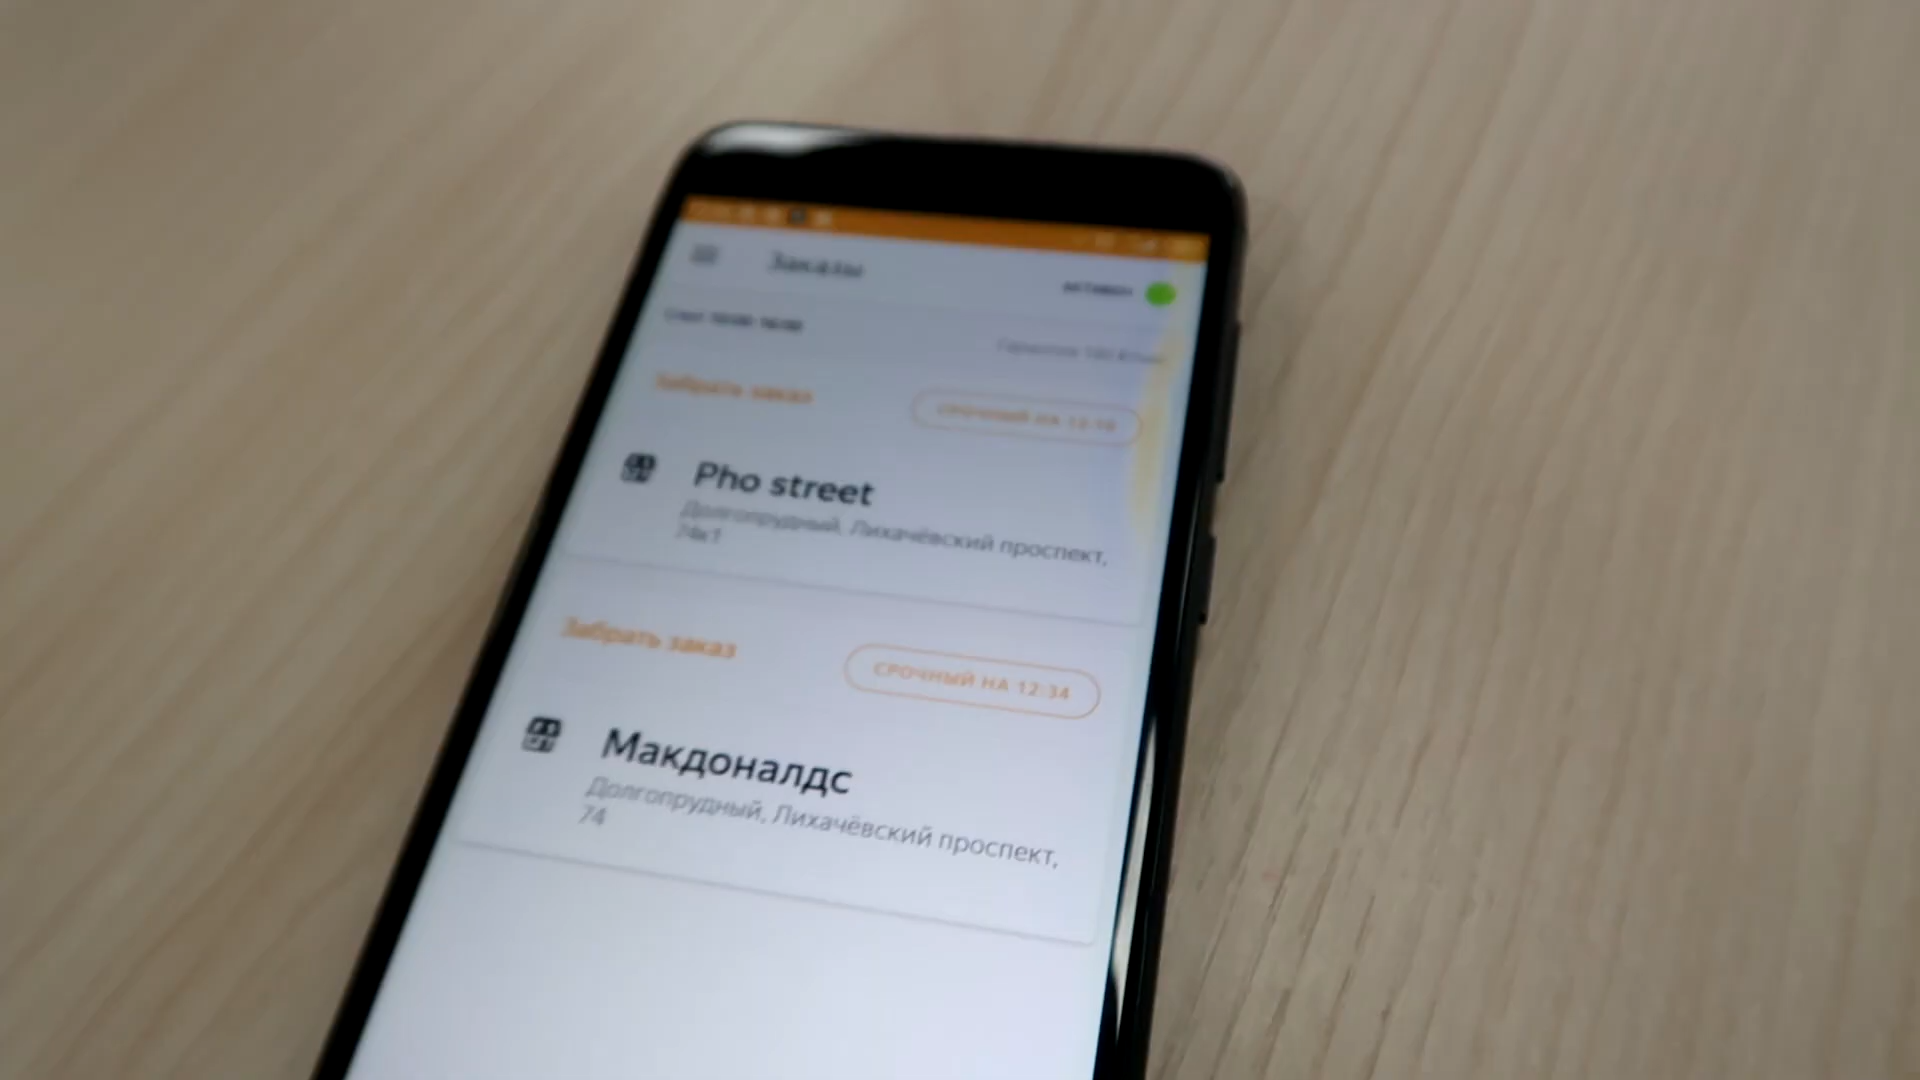 Заказы
активен
Забрать заказ
Pho street
Долгопрудный, Лихачёвский проспект,
74к1
Забрать заказ
СРОЧНЫЙ НА 12:34
Макдоналдс
Долгопрудный, Лихачёвский проспект,
74